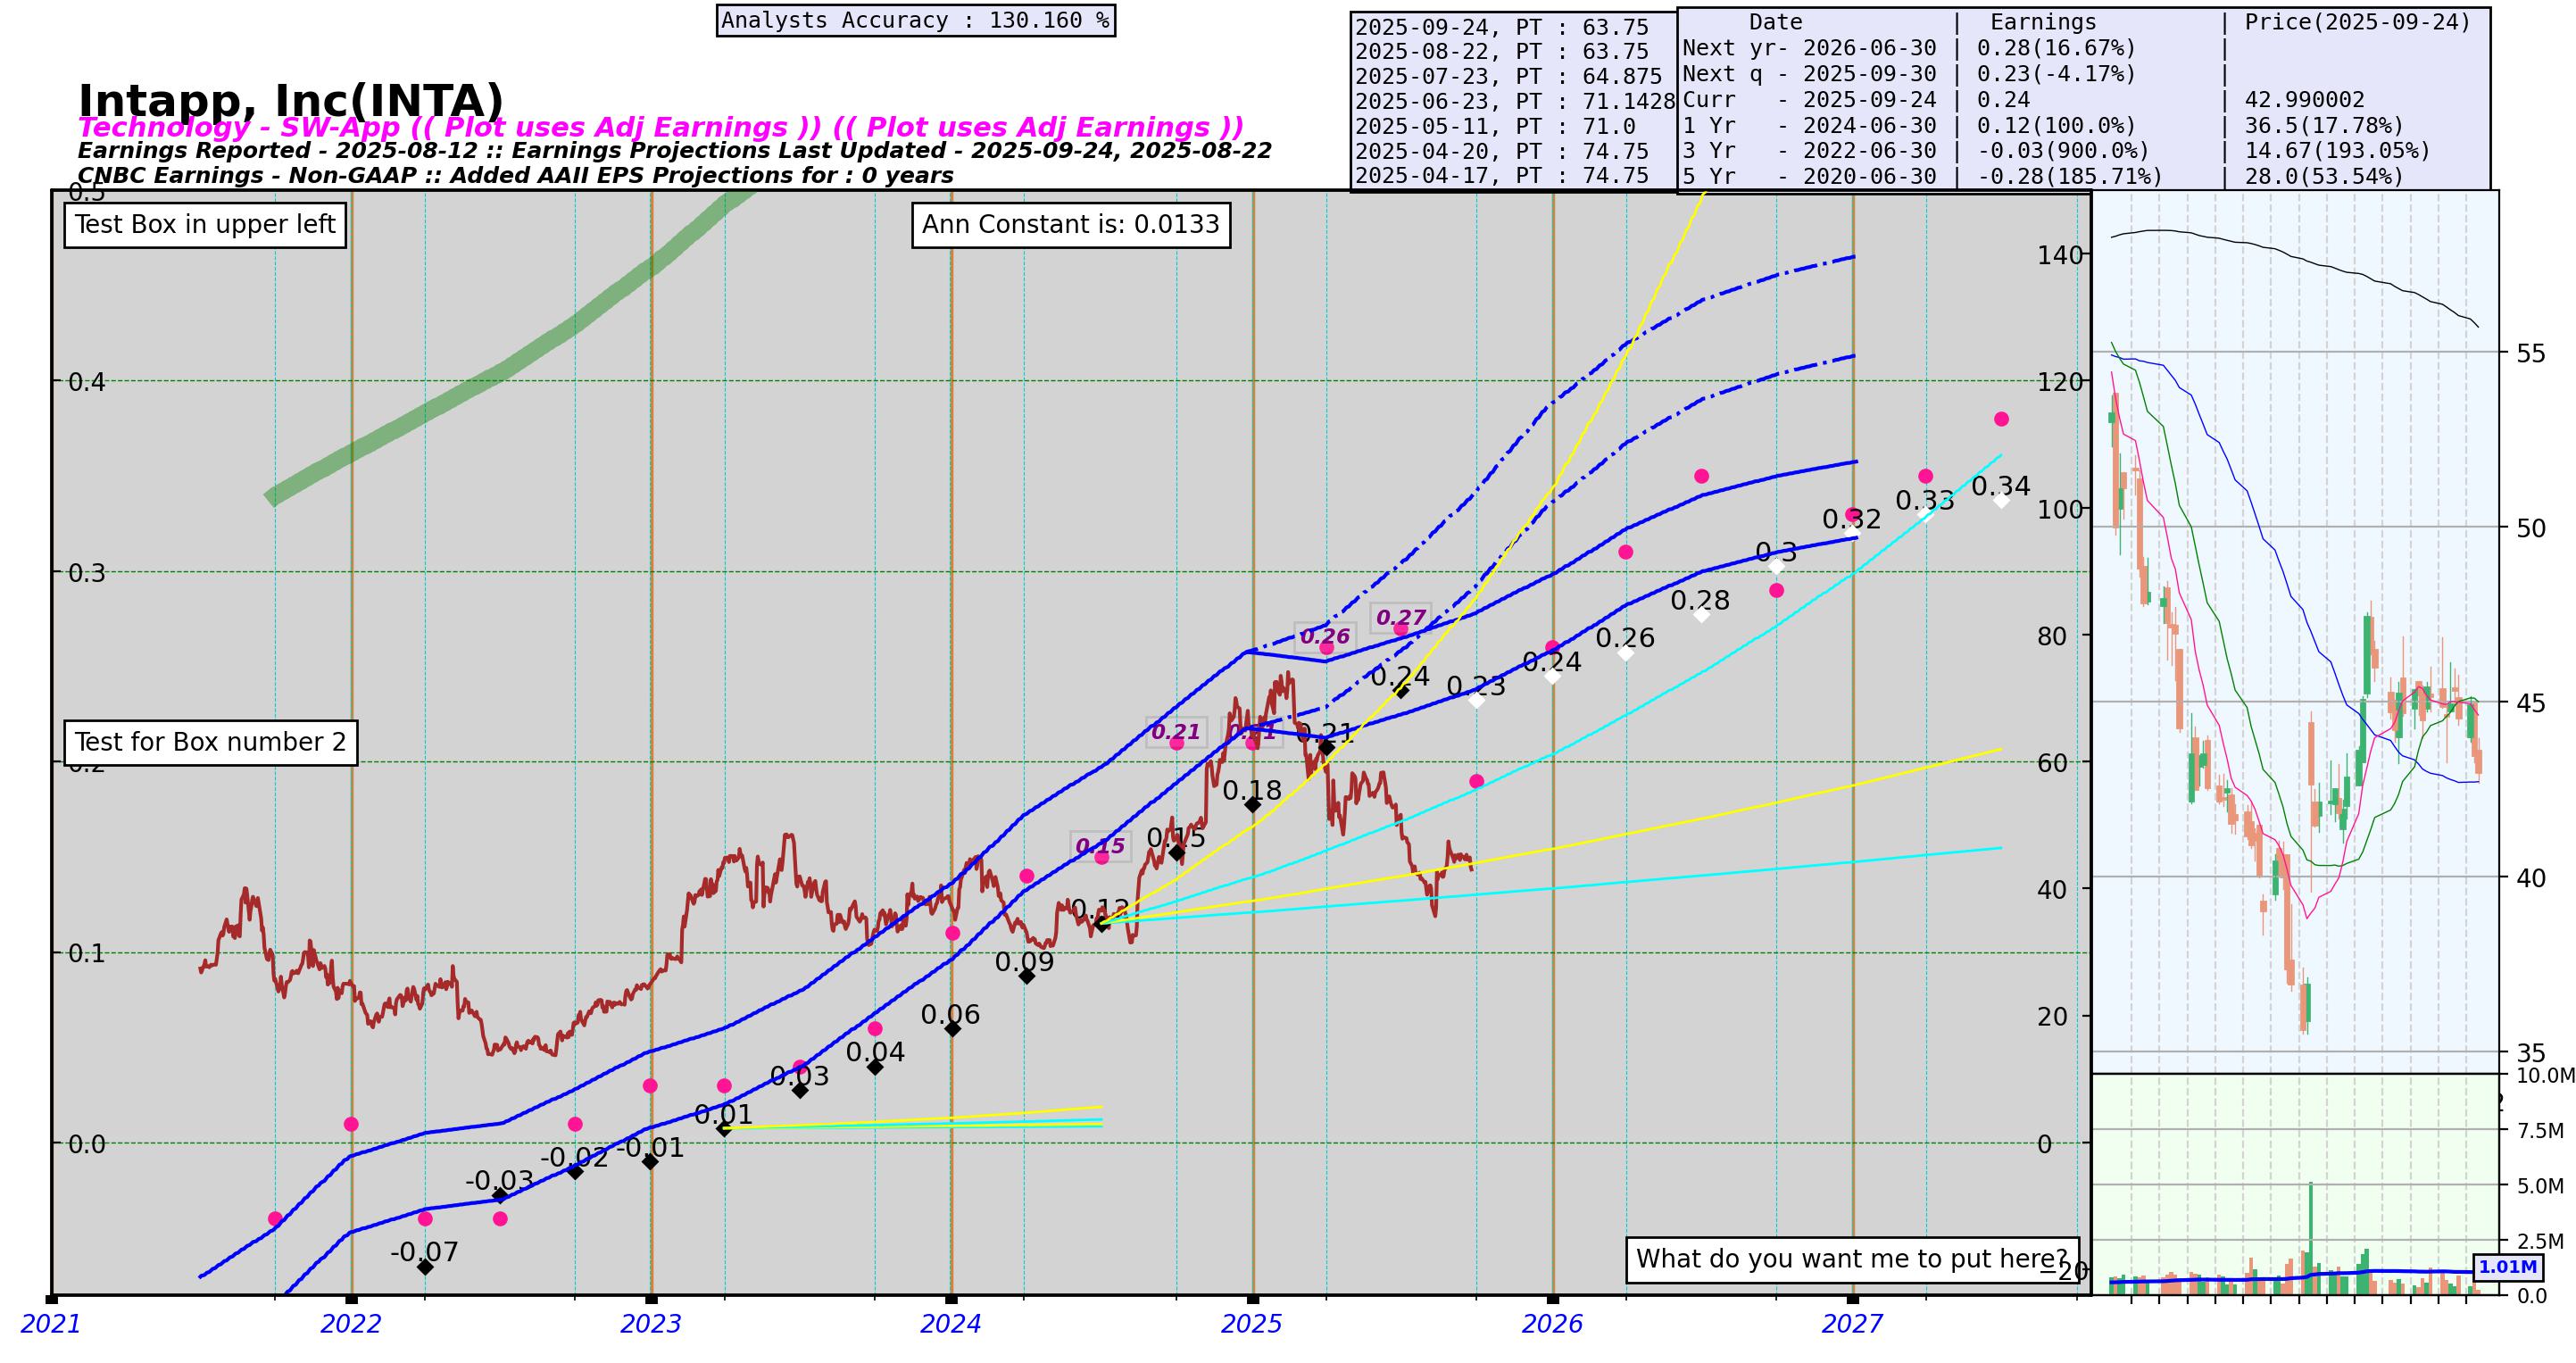 Analysts Accuracy : 130.160 %
Intapp, Inc(INTA)
Technology - SW-App (( Plot uses Adj Earnings )) (( Plot uses Adj Earnings ))
Earnings Reported - 2025-08-12 :: Earnings Projections Last Updated - 2025-09-24, 2025-08-22
CNBC Earnings - Non-GAAP :: Added AAII EPS Projections for : 0 years
2025-09-24, PT : 63.75
2025-08-22, PT : 63.75
2025-07-23, PT : 64.875
2025-06-23, PT : 71.1428
2025-05-11, PT : 71.0
2025-04-20, PT : 74.75
2025-04-17, PT : 74.75
Date | Earnings | Price(2025-09-24)
Next yr- 2026-06-30 | 0.28(16.67%) |
Next q - 2025-09-30 | 0.23(-4.17%) |
Curr - 2025-09-24 | 0.24 | 42.990002
1 Yr - 2024-06-30 | 0.12(100.0%) | 36.5(17.78%)
3 Yr - 2022-06-30 | -0.03(900.0%) | 14.67(193.05%)
5 Yr - 2020-06-30 | -0.28(185.71%) | 28.0(53.54%)
Test Box in upper left
Ann Constant is: 0.0133
Test for Box number 2
What do you want me to put here?
0.5
0.4
0.3
0.2
0.1
0.0
-0.07
-0.03
-0.02
-0.01
0.01
0.03
0.04
0.06
0.09
0.12
0.15
0.15
0.21
0.18
0.21
0.21
0.26
0.24
0.27
0.23
0.24
0.26
0.28
0.3
0.32
0.33
0.34
140
120
100
80
60
40
20
0
−20
55
50
45
40
35
10.0M
7.5M
5.0M
2.5M
1.01M
0.0
2021
2022
2023
2024
2025
2026
2027